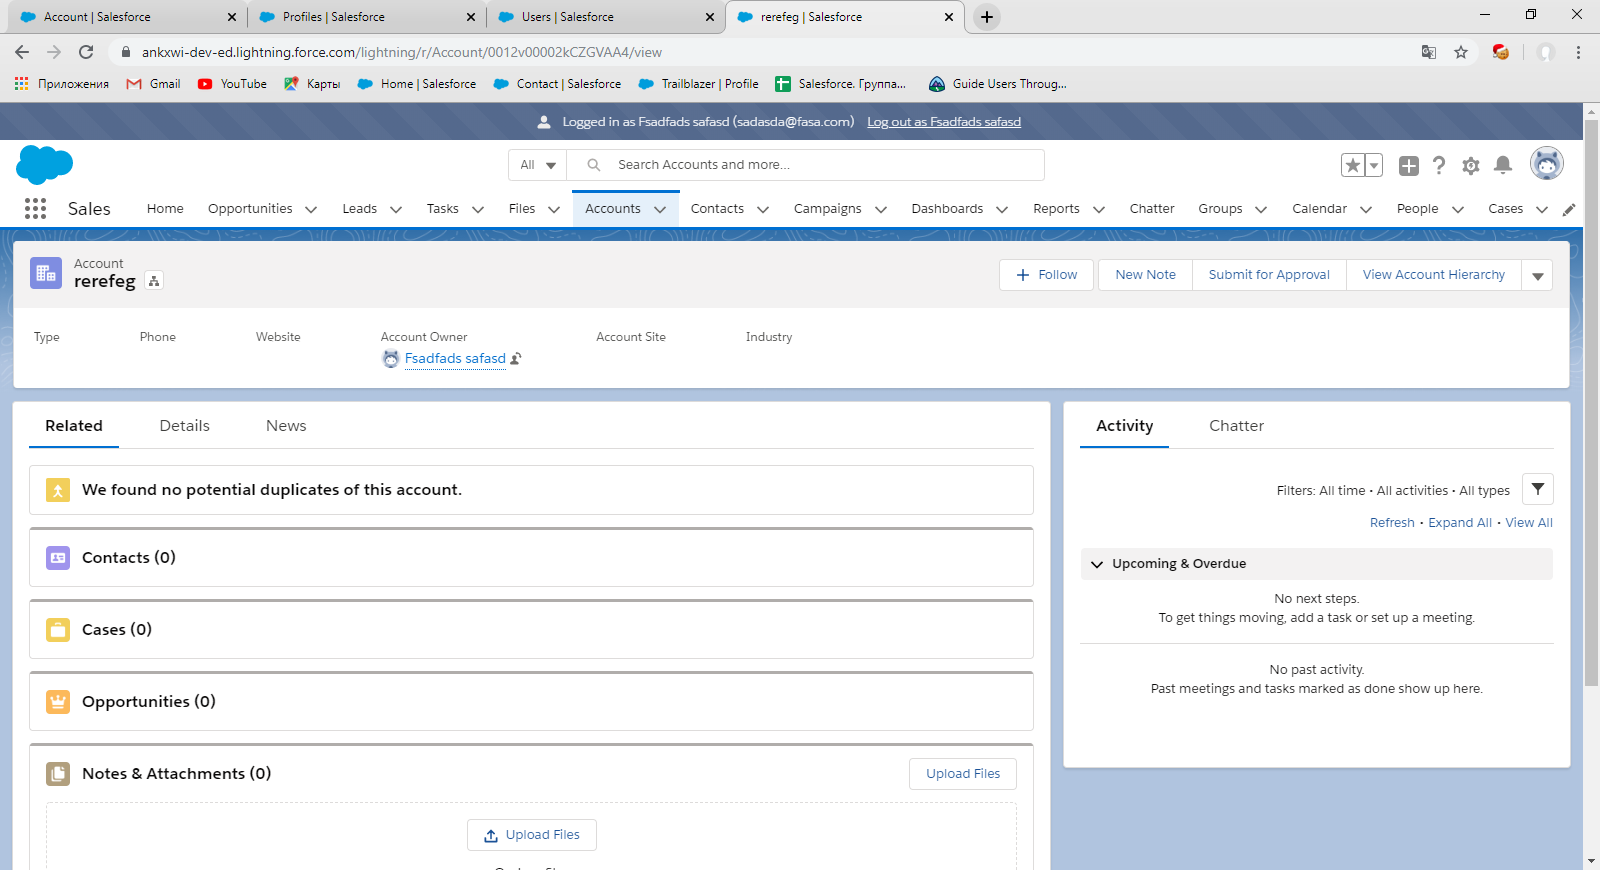 Account | Salesforce
Profiles | Salesforce
Users | Salesforce
rerefeg | Salesforce
ankxwi-dev-ed.lightning.force.com/lightning/r/Account/0012v00002kCZGVAA4/view
Приложения Gmail YouTube Карты Home | Salesforce Contact | Salesforce Trailblazer | Profile Salesforce. Группа... Guide Users Throug...
Logged in as Fsadfads safasd (sadasda@fasa.com) Log out as Fsadfads safasd
All Search Accounts and more...
Sales Home Opportunities Leads Tasks Files Accounts Contacts Campaigns Dashboards Reports Chatter Groups Calendar People Cases
Account
rerefeg
Follow New Note Submit for Approval View Account Hierarchy
Type Phone Website Account Owner Account Site Industry
Fsadfads safasd
Related Details News
We found no potential duplicates of this account.
Contacts (0)
Cases (0)
Opportunities (0)
Notes & Attachments (0) Upload Files
Upload Files
Activity Chatter
Filters: All time • All activities • All types
Refresh • Expand All • View All
Upcoming & Overdue
No next steps.
To get things moving, add a task or set up a meeting.
No past activity.
Past meetings and tasks marked as done show up here.